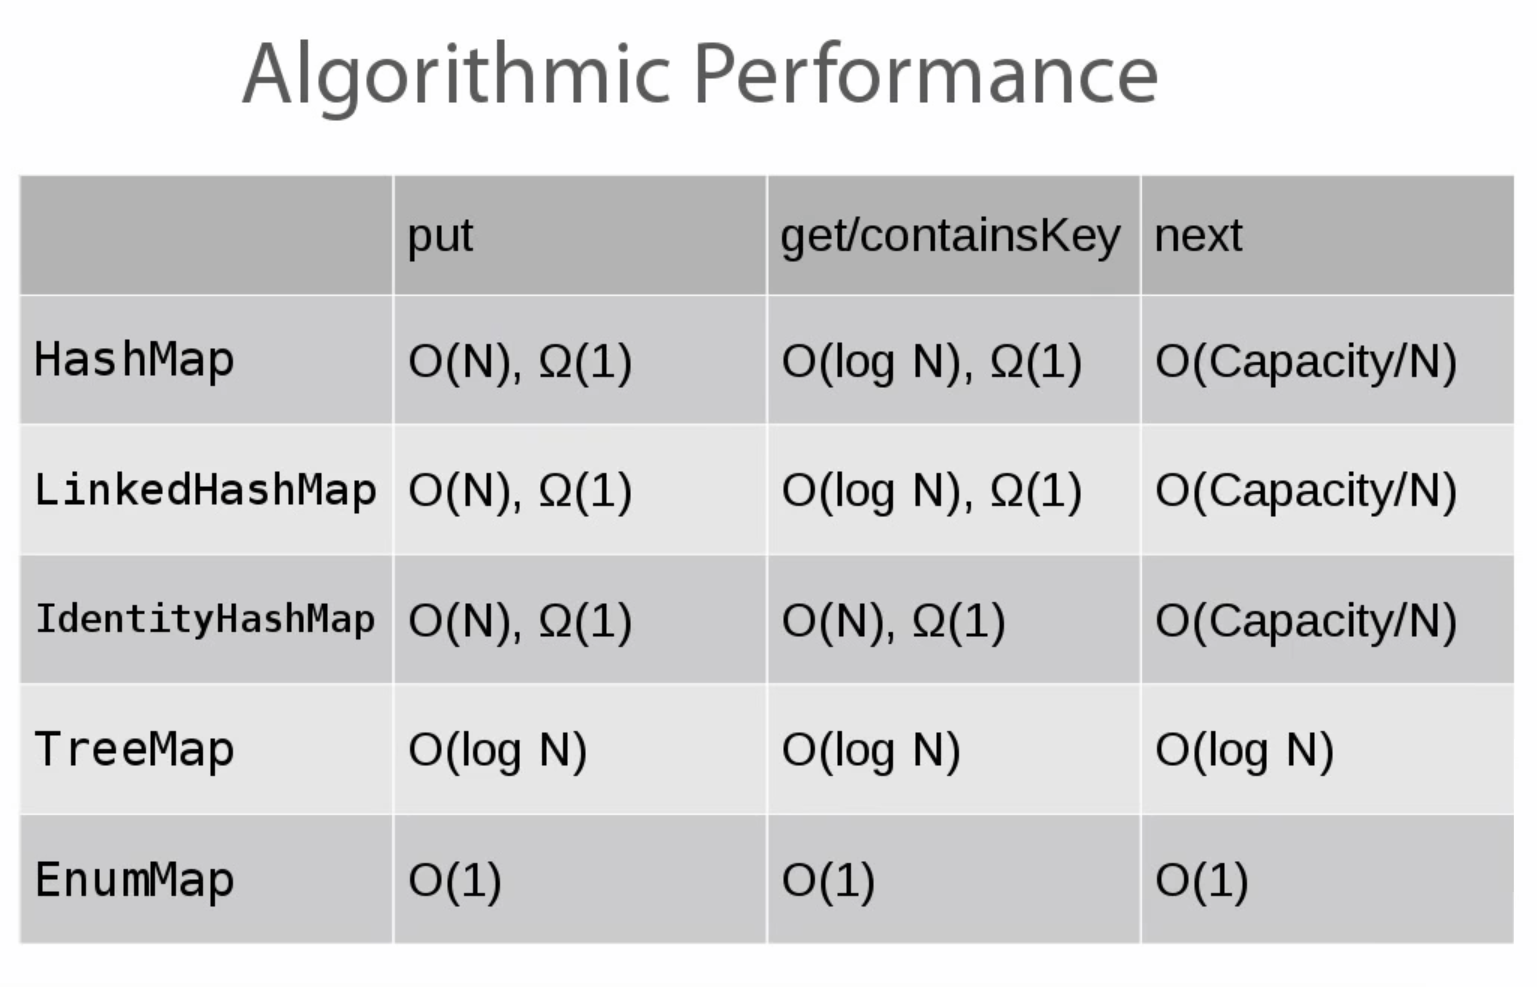 Algorithmic Performance
put get/containsKey next
HashMap O(N), Ω(1) O(log N), Ω(1) O(Capacity/N)
LinkedHashMap O(N), Ω(1) O(log N), Ω(1) O(Capacity/N)
IdentityHashMap O(N), Ω(1) O(N), Ω(1) O(Capacity/N)
TreeMap O(log N) O(log N) O(log N)
EnumMap O(1) O(1) O(1)